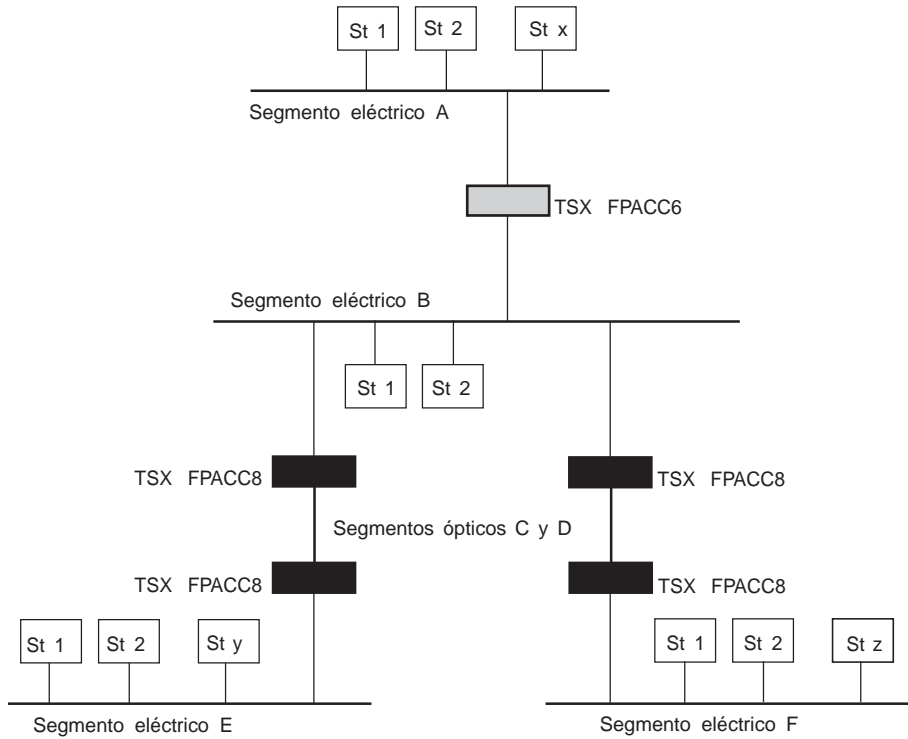 St 1
St 2
St x
Segmento eléctrico A
TSX FPACC6
Segmento eléctrico B
St 1
St 2
TSX FPACC8
TSX FPACC8
Segmentos ópticos C y D
TSX FPACC8
TSX FPACC8
St 1
St 2
St y
St 1
St 2
St z
Segmento eléctrico E
Segmento eléctrico F